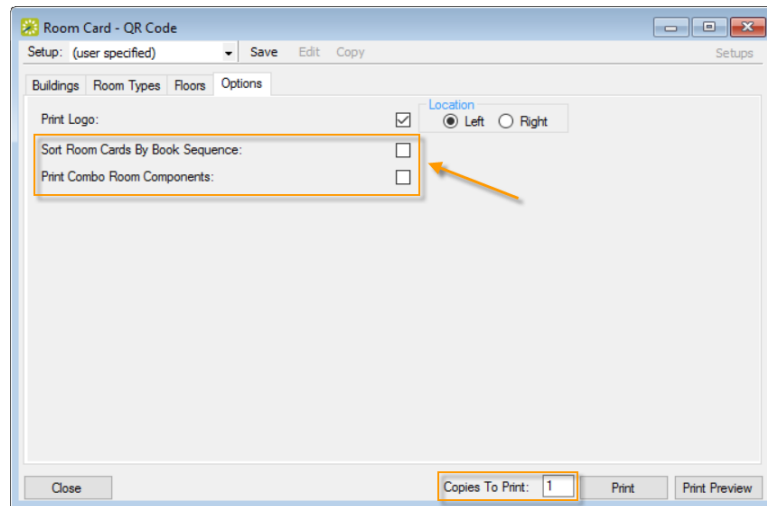 Room Card - QR Code
Setup: (user specified) Save Edit Copy Setups
Buildings Room Types Floors Options
Print Logo: Location
Left Right
Sort Room Cards By Book Sequence:
Print Combo Room Components:
Close Copies To Print: 1 Print Print Preview